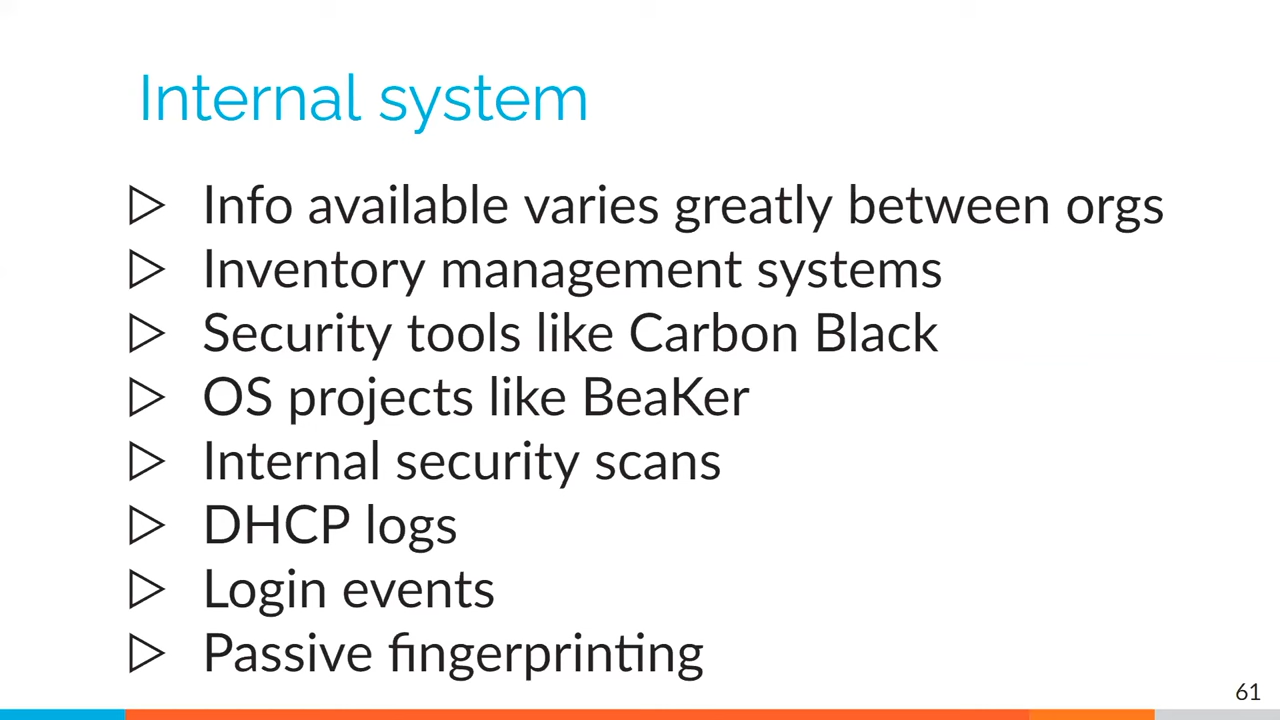 Internal system
▷ Info available varies greatly between orgs
▷ Inventory management systems
▷ Security tools like Carbon Black
▷ OS projects like BeaKer
▷ Internal security scans
▷ DHCP logs
▷ Login events
▷ Passive fingerprinting
61